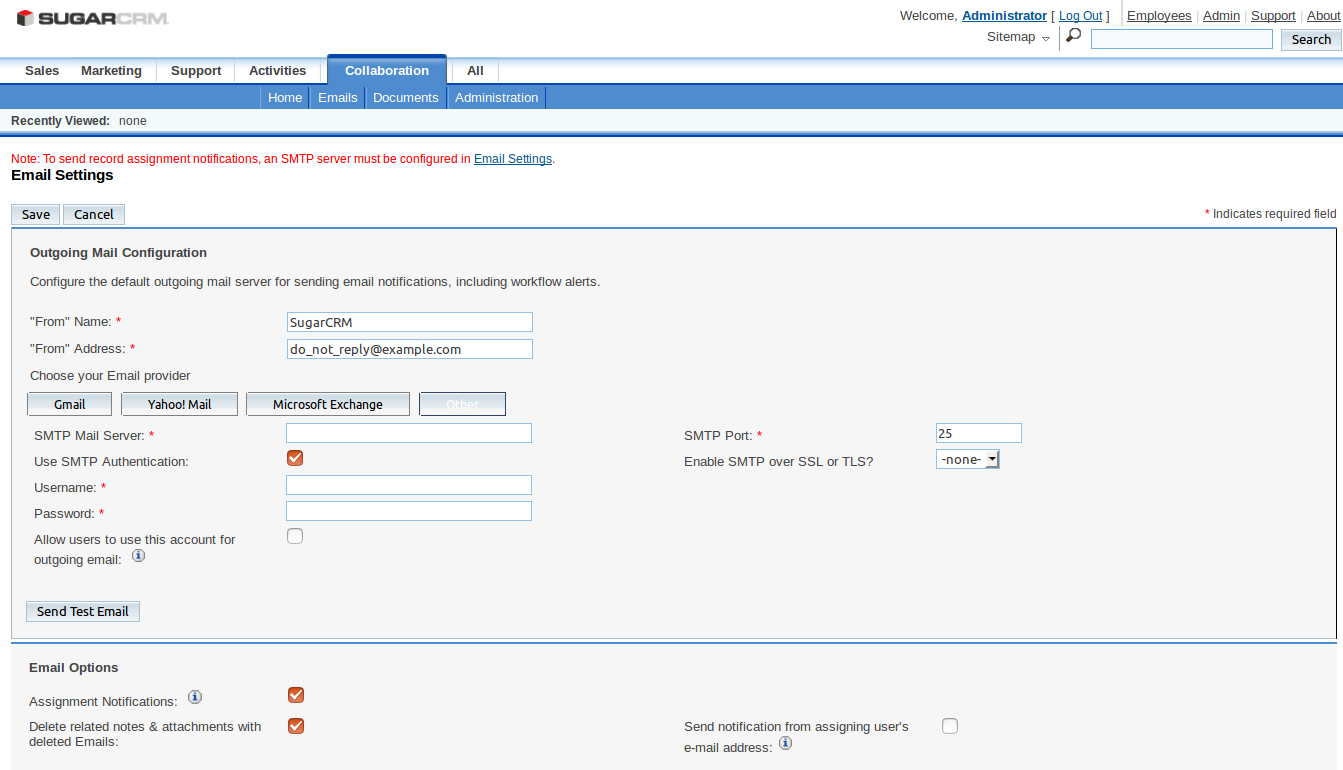 SUGARCRM
Welcome, Administrator [ Log Out ] Employees | Admin | Support | About
Sitemap Search
Sales Marketing Support Activities Collaboration All
Home Emails Documents Administration
Recently Viewed: none
Note: To send record assignment notifications, an SMTP server must be configured in Email Settings.
Email Settings
Save Cancel * Indicates required field
Outgoing Mail Configuration
Configure the default outgoing mail server for sending email notifications, including workflow alerts.
"From" Name: * SugarCRM
"From" Address: * do_not_reply@example.com
Choose your Email provider
Gmail Yahoo! Mail Microsoft Exchange Other
SMTP Mail Server: * SMTP Port: * 25
Use SMTP Authentication: Enable SMTP over SSL or TLS? -none-
Username: *
Password: *
Allow users to use this account for
outgoing email:
Send Test Email
Email Options
Assignment Notifications:
Delete related notes & attachments with Send notification from assigning user's
deleted Emails: e-mail address: